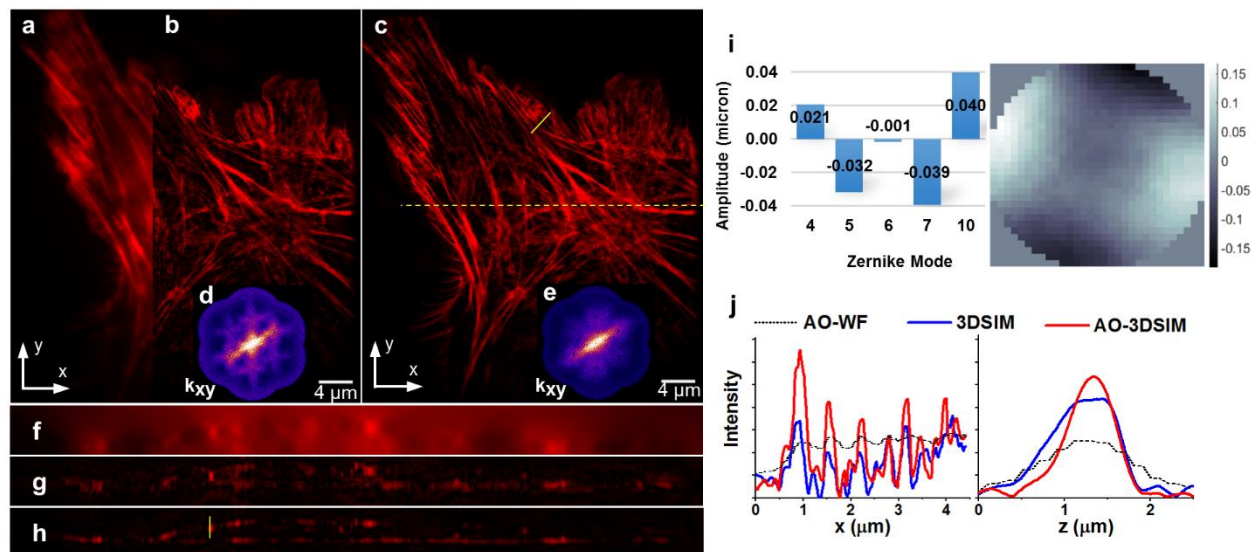 a
b
c
d
e
kxy
kxy
y
x
y
x
4 µm
4 µm
f
g
h
i
Amplitude (micron)
0.04
0.02
0.00
-0.02
-0.04
0.021
-0.032
-0.001
-0.039
0.040
4 5 6 7 10
Zernike Mode
0.15
0.1
0.05
0
-0.05
-0.1
-0.15
j
AO-WF 3DSIM AO-3DSIM
Intensity
0 1 2 3 4
x (µm)
0 1 2
z (µm)